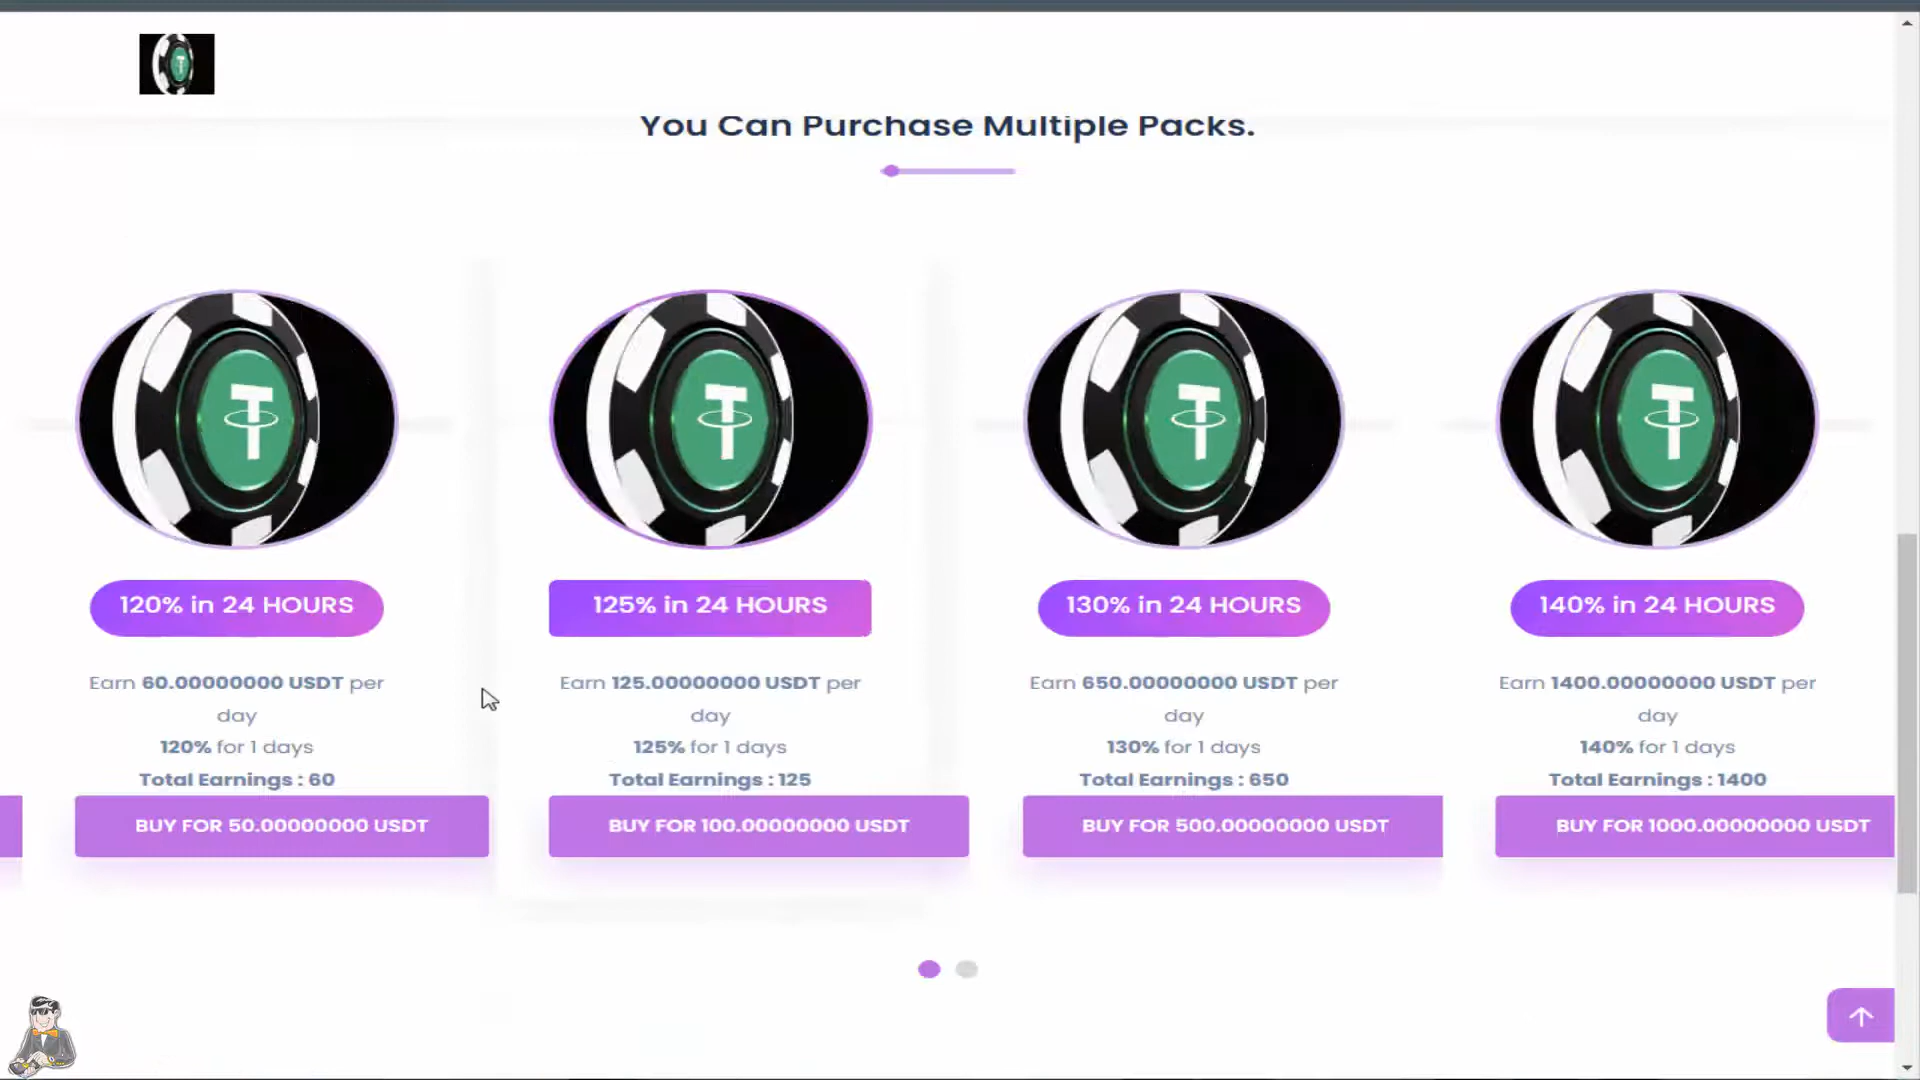 You Can Purchase Multiple Packs.
120% in 24 HOURS
Earn 60.00000000 USDT per
day
120% for 1 days
Total Earnings : 60
BUY FOR 50.00000000 USDT
125% in 24 HOURS
Earn 125.00000000 USDT per
day
125% for 1 days
Total Earnings : 125
BUY FOR 100.00000000 USDT
130% in 24 HOURS
Earn 650.00000000 USDT per
day
130% for 1 days
Total Earnings : 650
BUY FOR 500.00000000 USDT
140% in 24 HOURS
Earn 1400.00000000 USDT per
day
140% for 1 days
Total Earnings : 1400
BUY FOR 1000.00000000 USDT